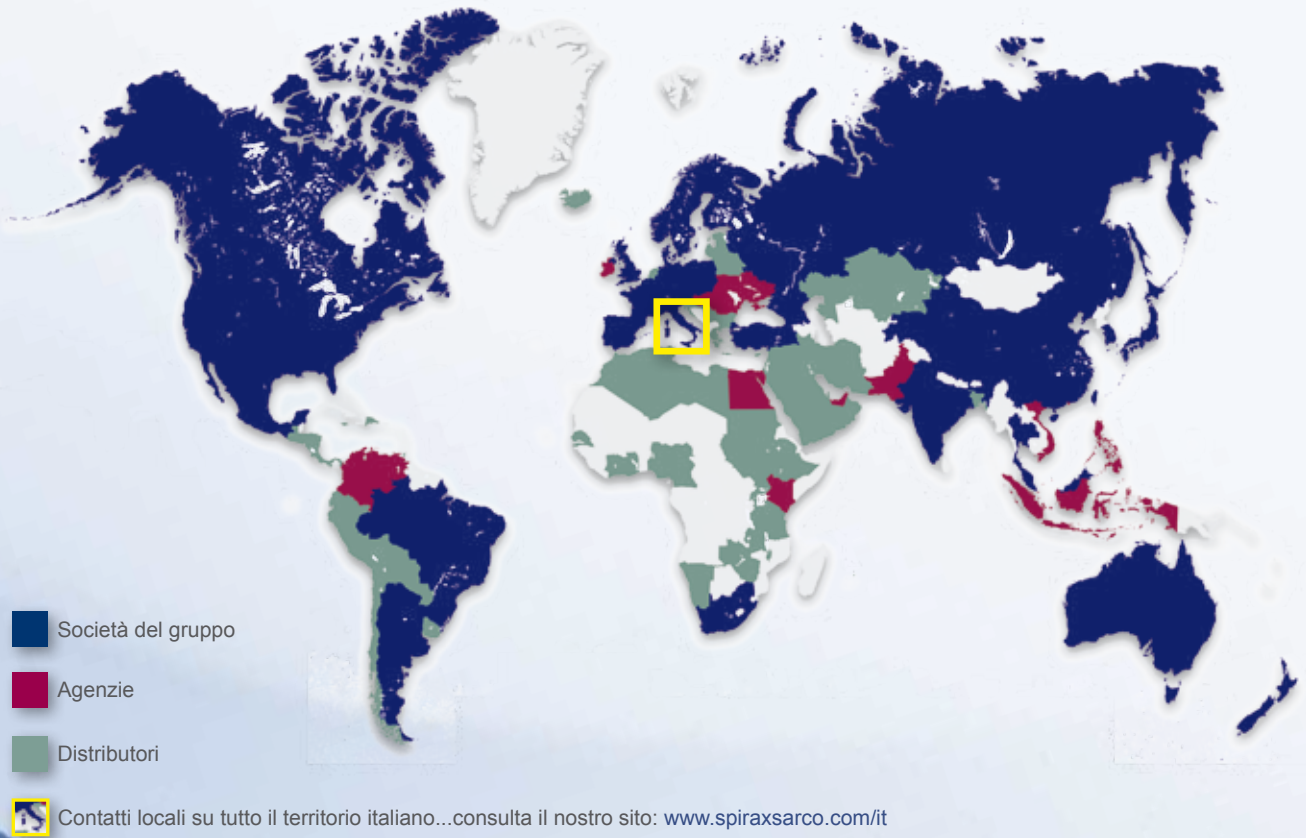 Società del gruppo
Agenzie
Distributori
Contatti locali su tutto il territorio italiano...consulta il nostro sito: www.spiraxsarco.com/it